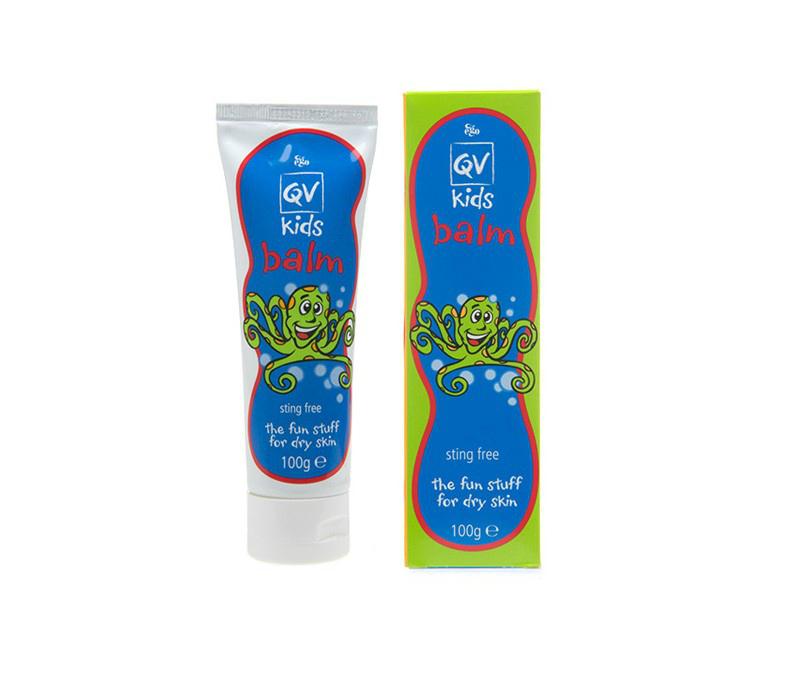 ego
QV
kids
balm
sting free
the fun stuff
for dry skin
100g ℮
ego
QV
kids
balm
sting free
the fun stuff
for dry skin
100g ℮